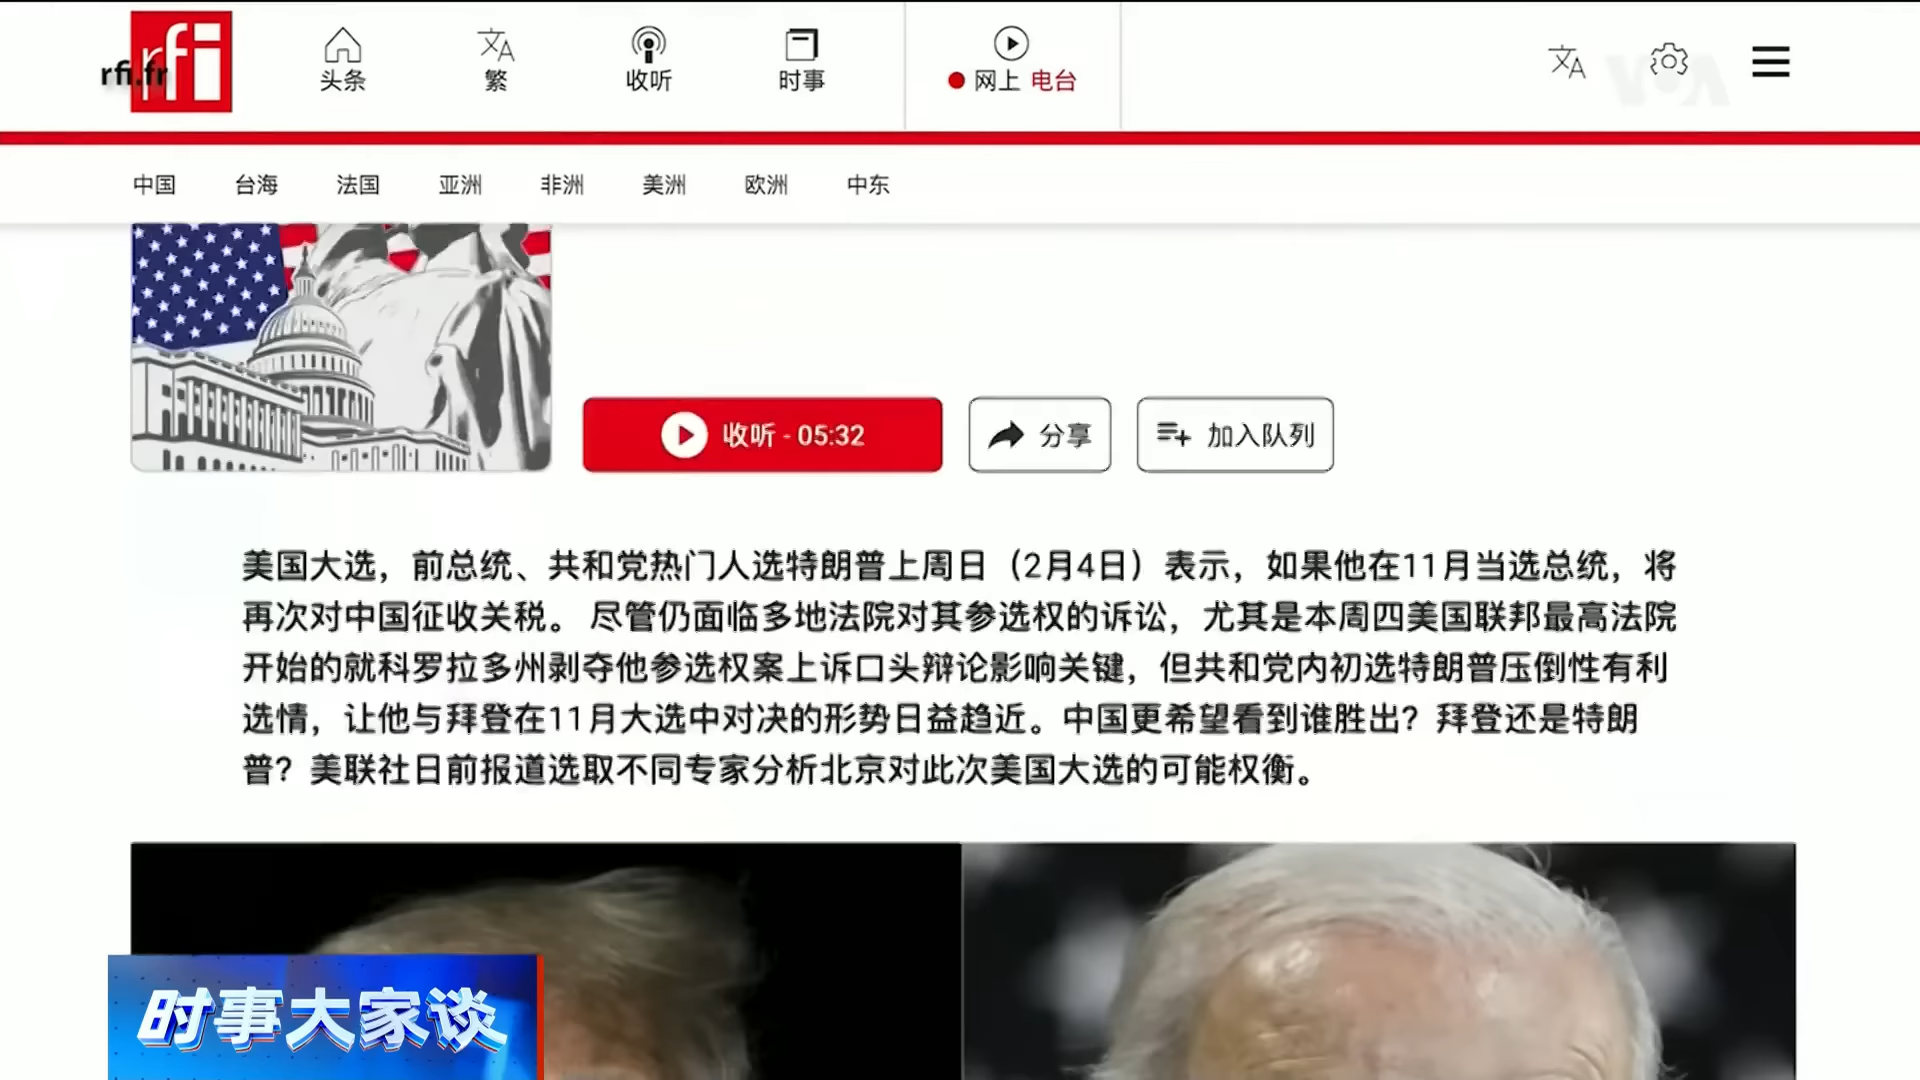 rfi.fr
rfi
头条
繁
收听
时事
网上 电台
VOA
中国 台海 法国 亚洲 非洲 美洲 欧洲 中东
收听 - 05:32
分享
加入队列
美国大选，前总统、共和党热门人选特朗普上周日（2月4日）表示，如果他在11月当选总统，将
再次对中国征收关税。 尽管仍面临多地法院对其参选权的诉讼，尤其是本周四美国联邦最高法院
开始的就科罗拉多州剥夺他参选权案上诉口头辩论影响关键，但共和党内初选特朗普压倒性有利
选情，让他与拜登在11月大选中对决的形势日益趋近。中国更希望看到谁胜出？拜登还是特朗
普？美联社日前报道选取不同专家分析北京对此次美国大选的可能权衡。
时事大家谈